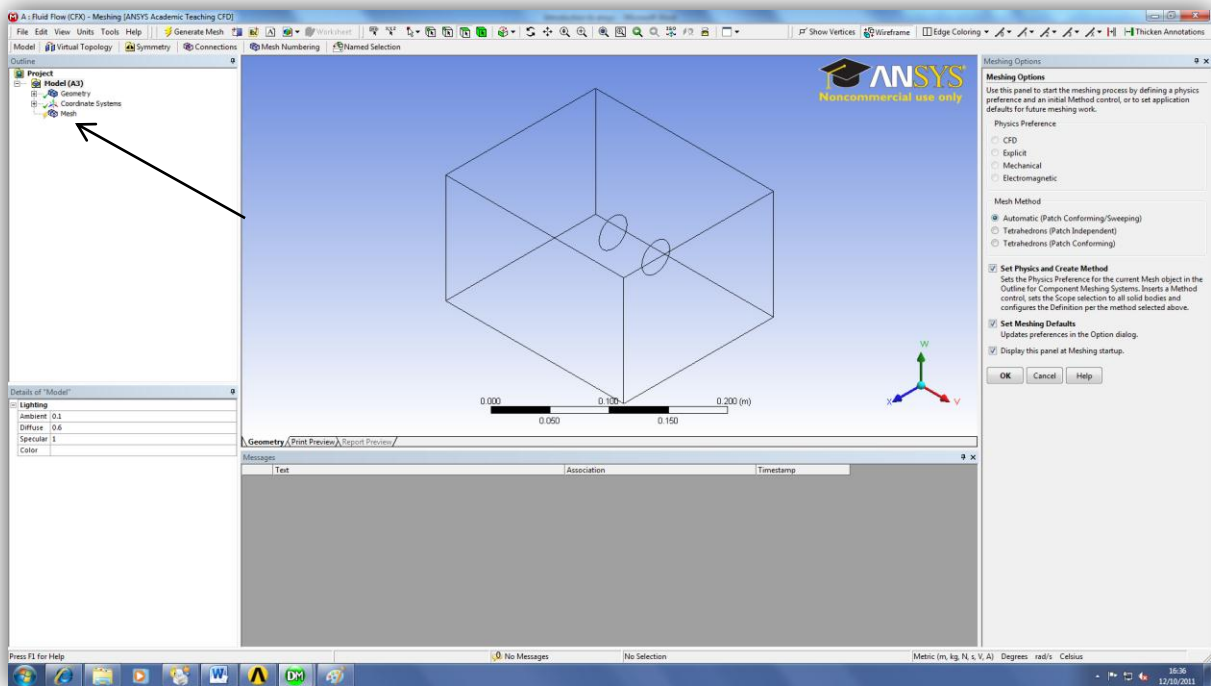 A : Fluid Flow (CFX) - Meshing [ANSYS Academic Teaching CFD]
File Edit View Units Tools Help Generate Mesh Worksheet Show Vertices Wireframe Edge Coloring Thicken Annotations
Model Virtual Topology Symmetry Connections Mesh Numbering Named Selection
Outline
Project
Model (A3)
Geometry
Coordinate Systems
Mesh
Details of "Model"
Lighting
Ambient 0.1
Diffuse 0.6
Specular 1
Color
ANSYS
Noncommercial use only
W
X
V
0.000 0.100 0.200 (m)
0.050 0.150
Geometry Print Preview Report Preview
Messages
Text Association Timestamp
Meshing Options
Meshing Options
Use this panel to start the meshing process by defining a physics
preference and an initial Method control, or to set application
defaults for future meshing work.
Physics Preference
CFD
Explicit
Mechanical
Electromagnetic
Mesh Method
Automatic (Patch Conforming/Sweeping)
Tetrahedrons (Patch Independent)
Tetrahedrons (Patch Conforming)
Set Physics and Create Method
Sets the Physics Preference for the current Mesh object in the
Outline for Component Meshing Systems. Inserts a Method
control, sets the Scope selection to all solid bodies and
configures the Definition per the method selected above.
Set Meshing Defaults
Updates preferences in the Option dialog.
Display this panel at Meshing startup.
OK Cancel Help
Press F1 for Help 0 No Messages No Selection Metric (m, kg, N, s, V, A) Degrees rad/s Celsius
DM
16:36
12/10/2011